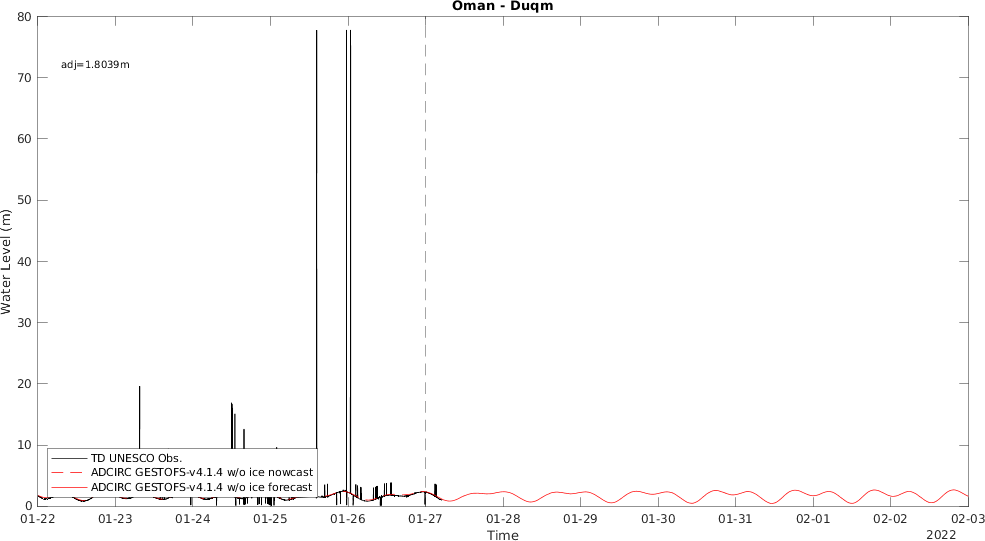 Oman - Duqm
80
adj=1.8039m
70
60
50
40
30
20
10
0
Water Level (m)
TD UNESCO Obs.
ADCIRC GESTOFS-v4.1.4 w/o ice nowcast
ADCIRC GESTOFS-v4.1.4 w/o ice forecast
01-22 01-23 01-24 01-25 01-26 01-27 01-28 01-29 01-30 01-31 02-01 02-02 02-03
Time
2022